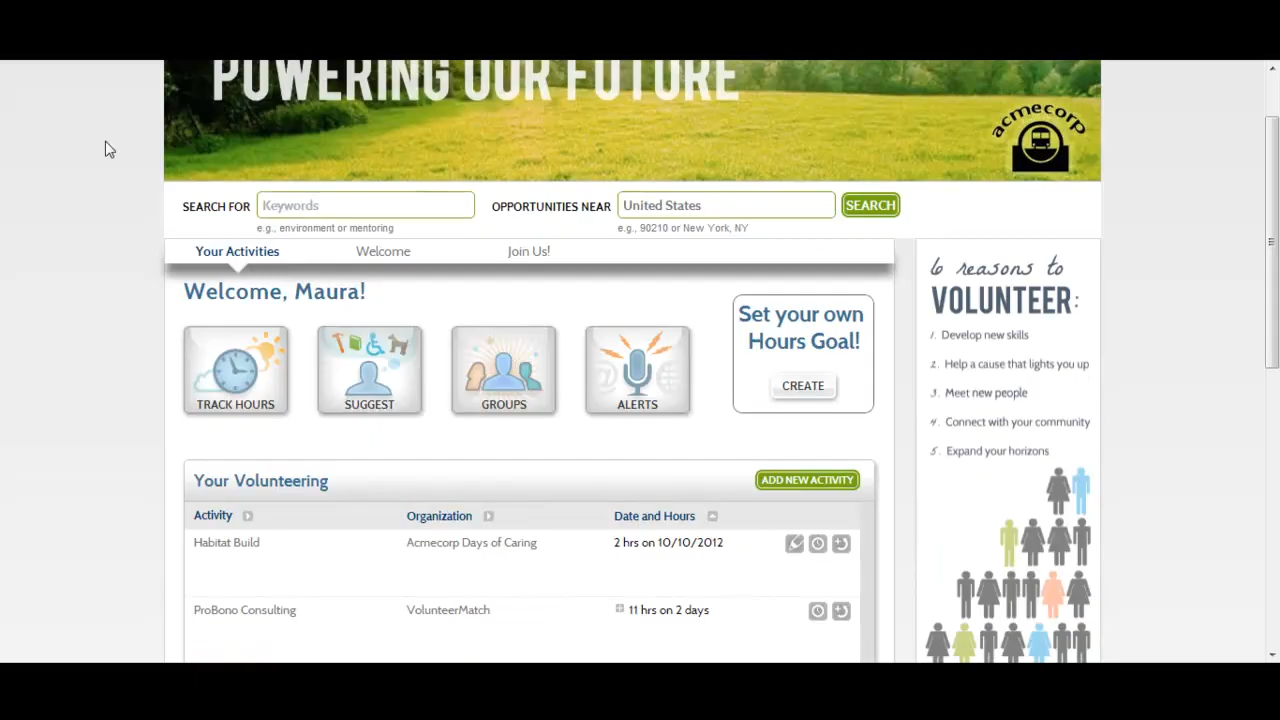 POWERING OUR FUTURE
acmecorp
SEARCH FOR Keywords OPPORTUNITIES NEAR United States SEARCH
e.g., environment or mentoring e.g., 90210 or New York, NY
Your Activities Welcome Join Us!
Welcome, Maura!
TRACK HOURS SUGGEST GROUPS ALERTS
Set your own
Hours Goal!
CREATE
Your Volunteering ADD NEW ACTIVITY
Activity Organization Date and Hours
Habitat Build Acmecorp Days of Caring 2 hrs on 10/10/2012
ProBono Consulting VolunteerMatch 11 hrs on 2 days
6 reasons to
VOLUNTEER:
1. Develop new skills
2. Help a cause that lights you up
3. Meet new people
4. Connect with your community
5. Expand your horizons